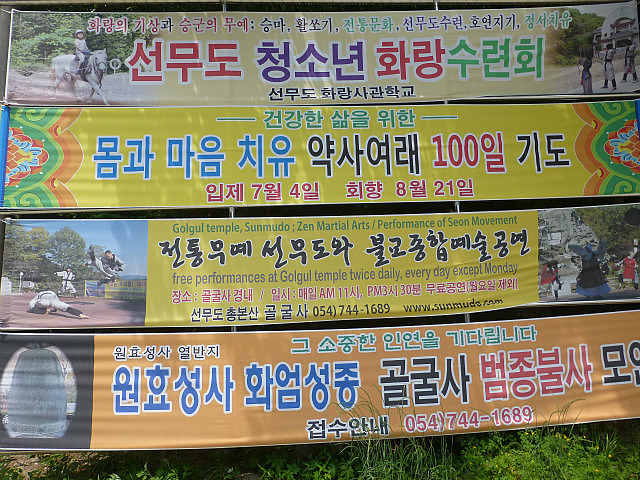 화랑의 기상과 승군의 무예: 승마, 활쏘기, 전통문화, 선무도수련, 호연지기, 정서치유
선무도 청소년 화랑수련회
선무도 화랑사관학교
건강한 삶을 위한
몸과 마음 치유 약사여래 100일 기도
입제 7월 4일 회향 8월 21일
Golgul temple, Sunmudo ; Zen Martial Arts / Performance of Seon Movement
전통무예 선무도와 불교종합예술공연
free performances at Golgul temple twice daily, every day except Monday
장소 : 골굴사경내 / 일시 : 매일 AM 11시, PM3시30분 무료공연(월요일 제외)
선무도 총본산 골굴사 054) 744-1689 www.sunmudo.com
원효성사 열반지 그 소중한 인연을 기다립니다
원효성사 화엄성종 골굴사 범종불사 모연
접수안내 054)744-1689